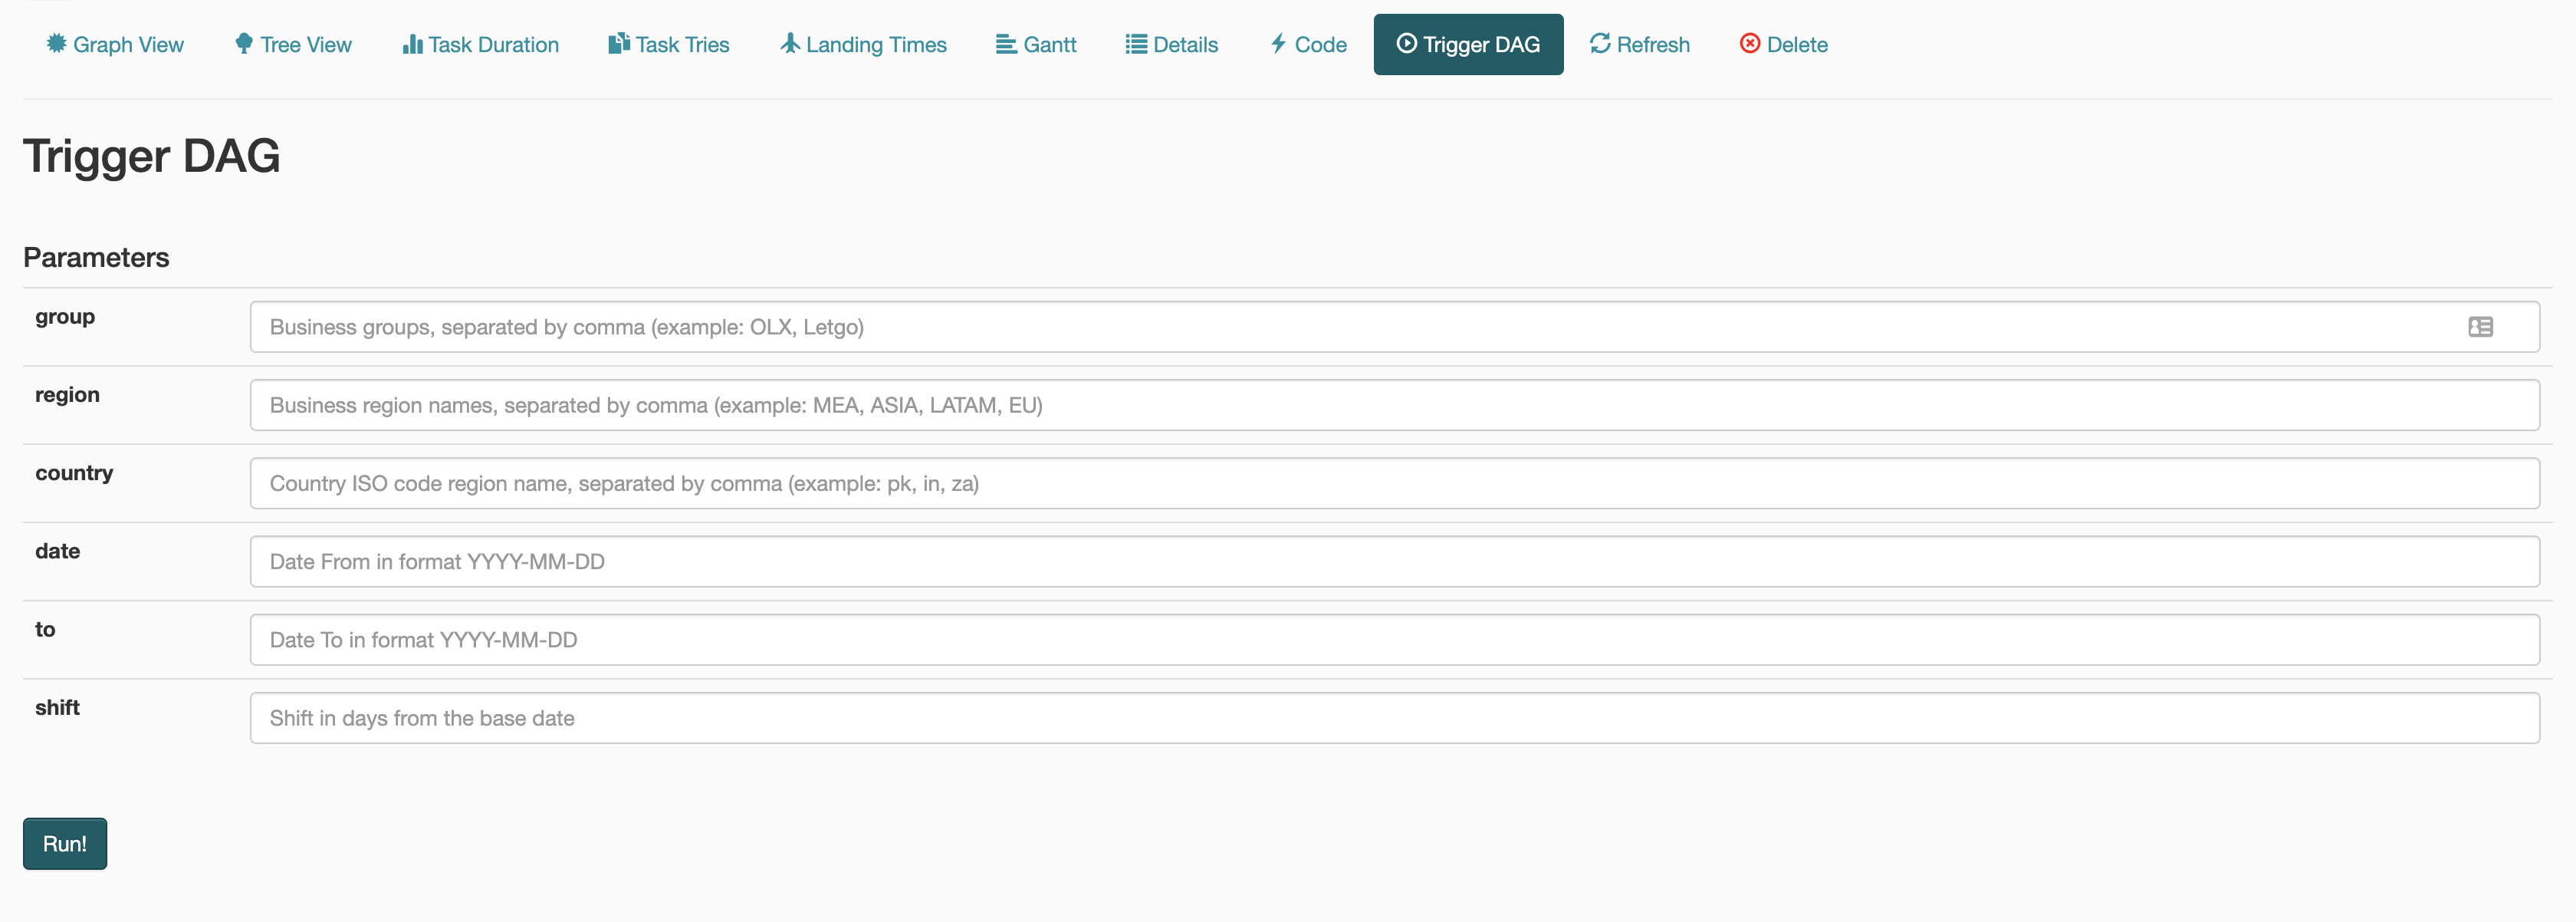 Graph View Tree View Task Duration Task Tries Landing Times Gantt Details Code Trigger DAG Refresh Delete
Trigger DAG
Parameters
group Business groups, separated by comma (example: OLX, Letgo)
region Business region names, separated by comma (example: MEA, ASIA, LATAM, EU)
country Country ISO code region name, separated by comma (example: pk, in, za)
date Date From in format YYYY-MM-DD
to Date To in format YYYY-MM-DD
shift Shift in days from the base date
Run!